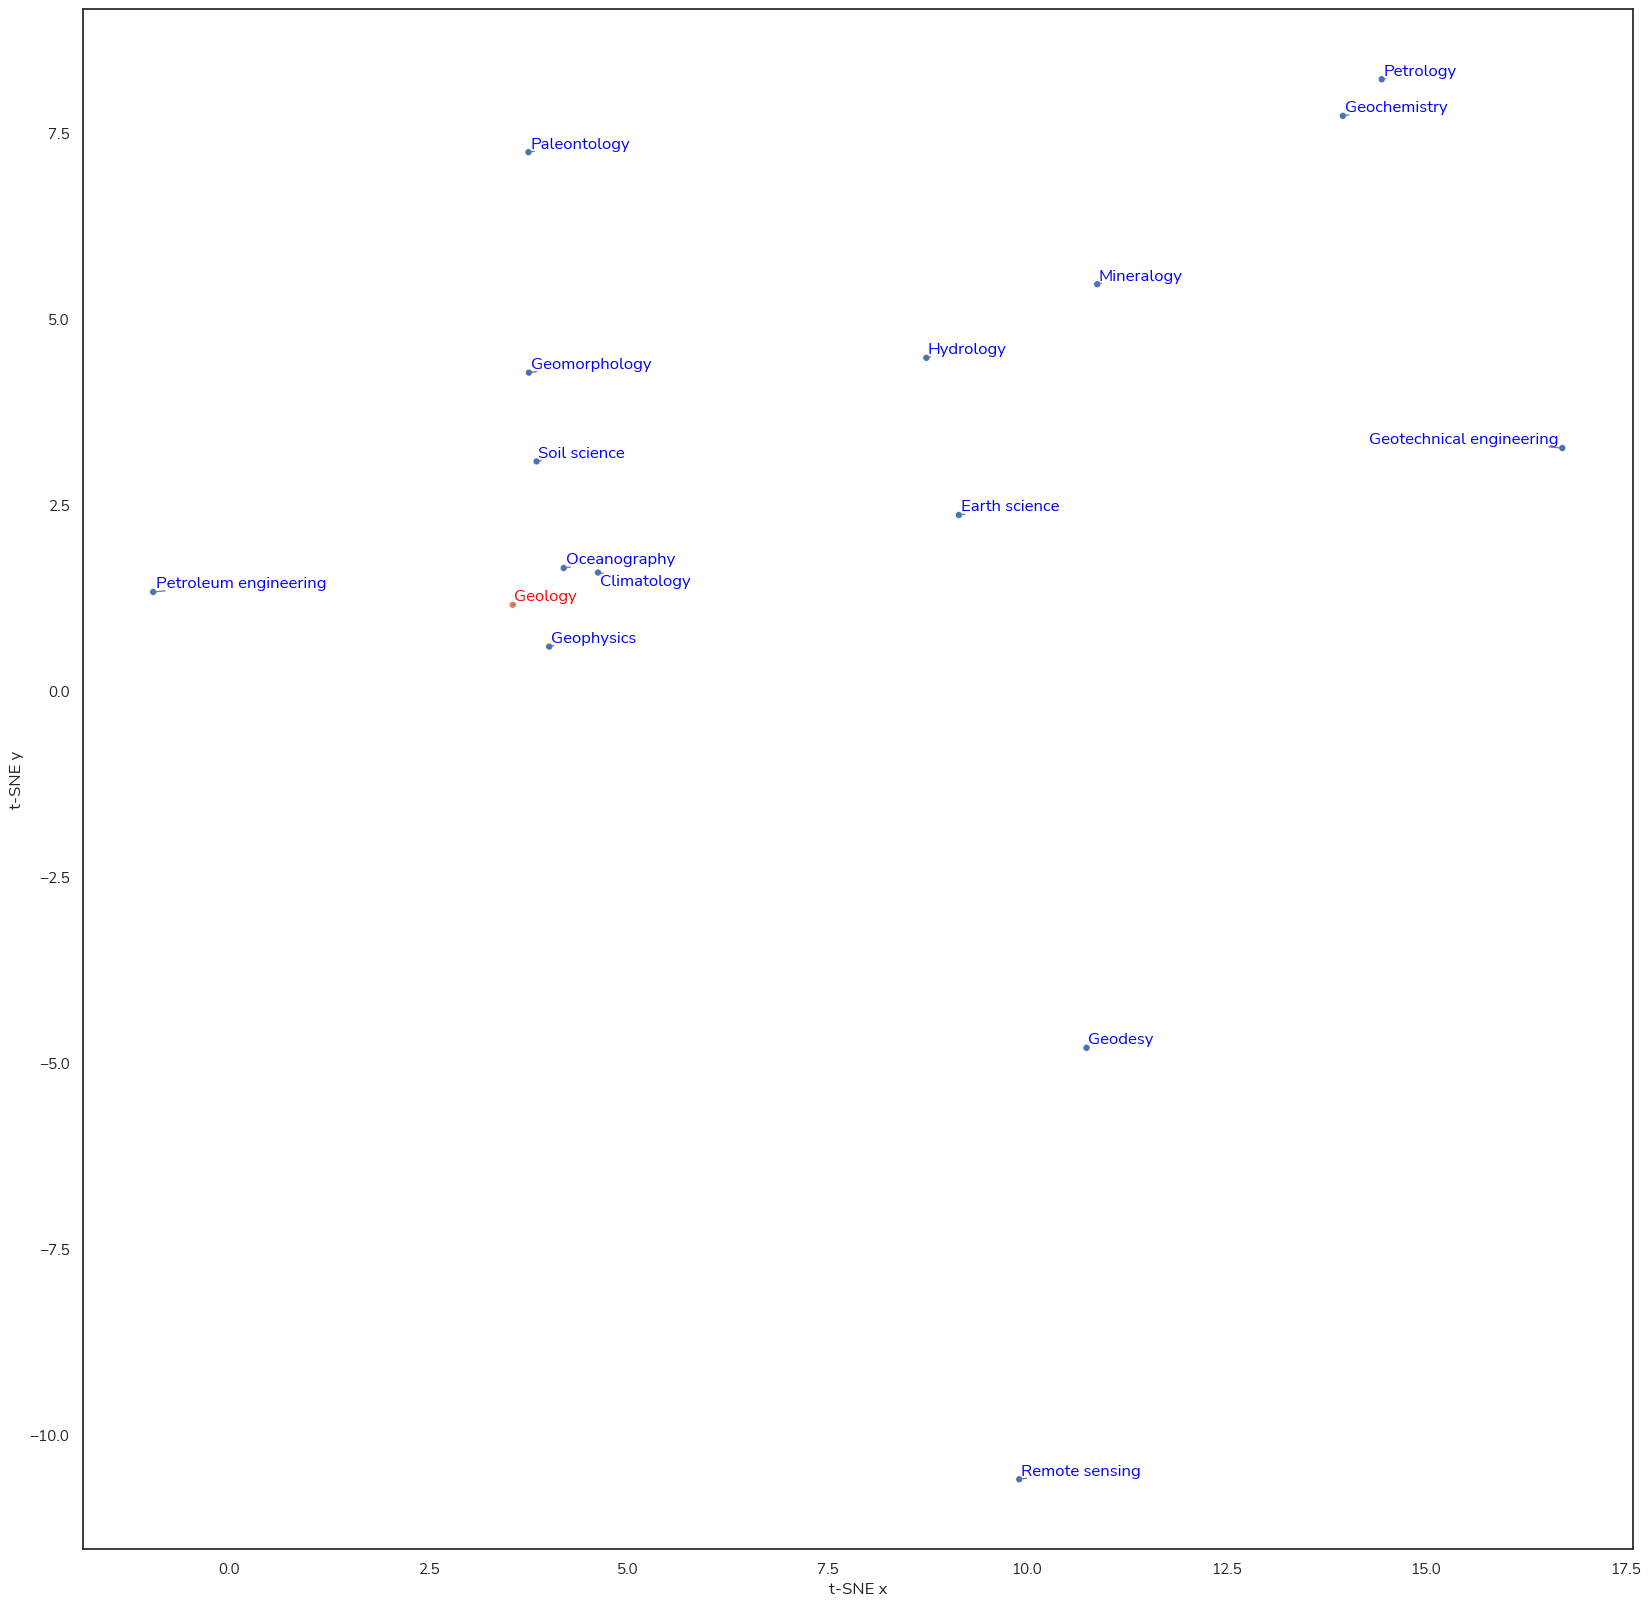 Petrology
Geochemistry
7.5
Paleontology
Mineralogy
5.0
Hydrology
Geomorphology
Geotechnical engineering
Soil science
2.5
Earth science
Oceanography
Climatology
Petroleum engineering
Geology
Geophysics
0.0
t-SNE y
−2.5
Geodesy
−5.0
−7.5
−10.0
Remote sensing
0.0 2.5 5.0 7.5 10.0 12.5 15.0 17.5
t-SNE x